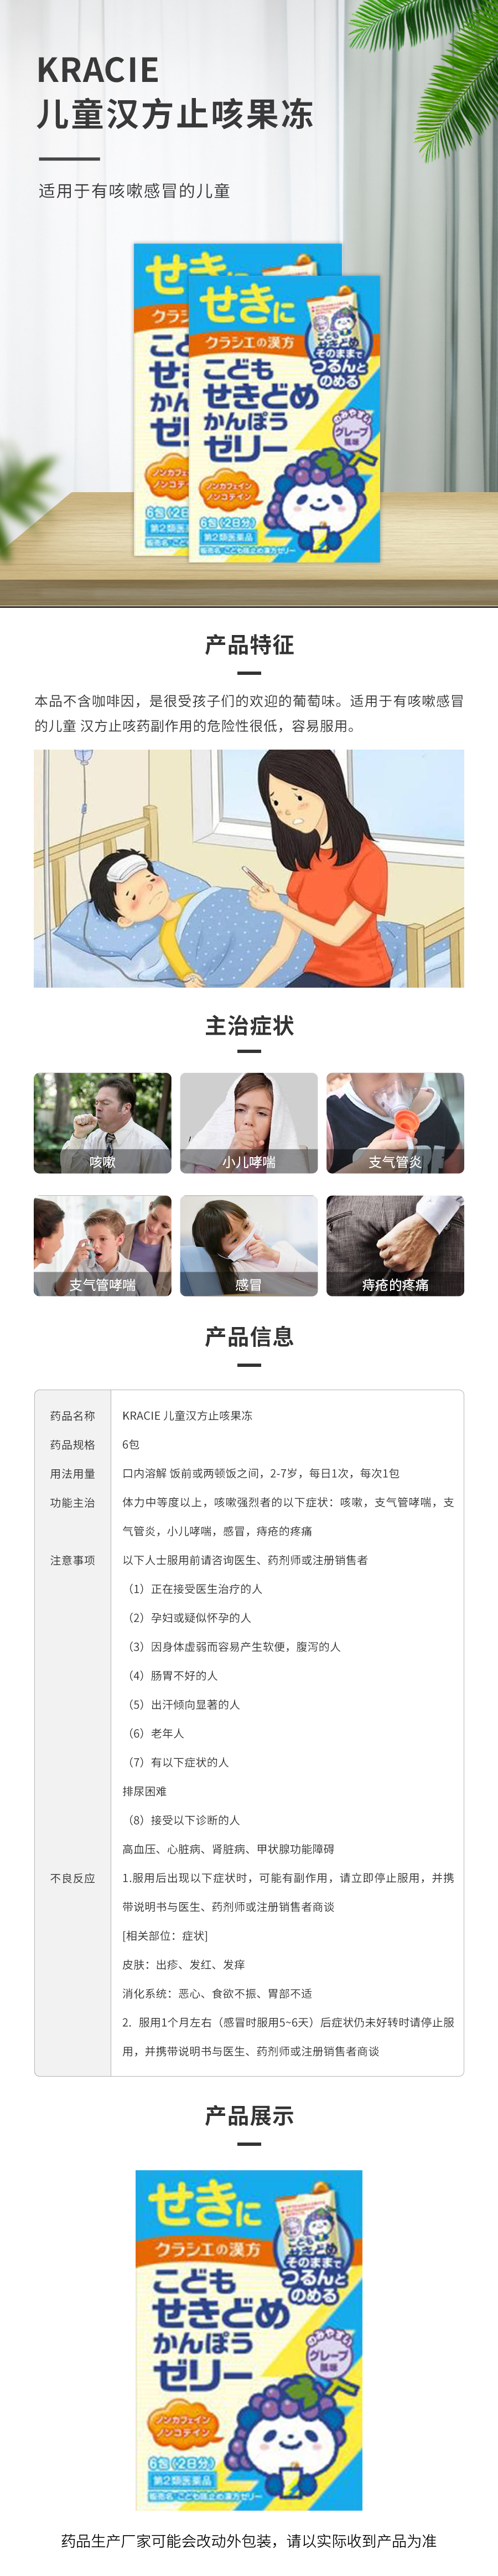 KRACIE
儿童汉方止咳果冻
适用于有咳嗽感冒的儿童
せきに
クラシエの漢方
こども
せきどめ
かんぽう
ゼリー
そのままで
つるんと
のめる
のみやすい
グレープ
風味
ノンカフェイン
ノンコデイン
6包(2日分)
第2類医薬品
販売名 こども咳止め漢方ゼリー
产品特征
本品不含咖啡因，是很受孩子们的欢迎的葡萄味。适用于有咳嗽感冒
的儿童 汉方止咳药副作用的危险性很低，容易服用。
主治症状
咳嗽
小儿哮喘
支气管炎
支气管哮喘
感冒
痔疮的疼痛
产品信息
药品名称 KRACIE 儿童汉方止咳果冻
药品规格 6包
用法用量 口内溶解 饭前或两顿饭之间，2-7岁，每日1次，每次1包
功能主治 体力中等度以上，咳嗽强烈者的以下症状：咳嗽，支气管哮喘，支
气管炎，小儿哮喘，感冒，痔疮的疼痛
注意事项 以下人士服用前请咨询医生、药剂师或注册销售者
（1）正在接受医生治疗的人
（2）孕妇或疑似怀孕的人
（3）因身体虚弱而容易产生软便，腹泻的人
（4）肠胃不好的人
（5）出汗倾向显著的人
（6）老年人
（7）有以下症状的人
排尿困难
（8）接受以下诊断的人
高血压、心脏病、肾脏病、甲状腺功能障碍
不良反应 1.服用后出现以下症状时，可能有副作用，请立即停止服用，并携
带说明书与医生、药剂师或注册销售者商谈
[相关部位：症状]
皮肤：出疹、发红、发痒
消化系统：恶心、食欲不振、胃部不适
2. 服用1个月左右（感冒时服用5~6天）后症状仍未好转时请停止服
用，并携带说明书与医生、药剂师或注册销售者商谈
产品展示
せきに
クラシエの漢方
こども
せきどめ
かんぽう
ゼリー
そのままで
つるんと
のめる
のみやすい
グレープ
風味
ノンカフェイン
ノンコデイン
6包(2日分)
第2類医薬品
販売名 こども咳止め漢方ゼリー
药品生产厂家可能会改动外包装，请以实际收到产品为准